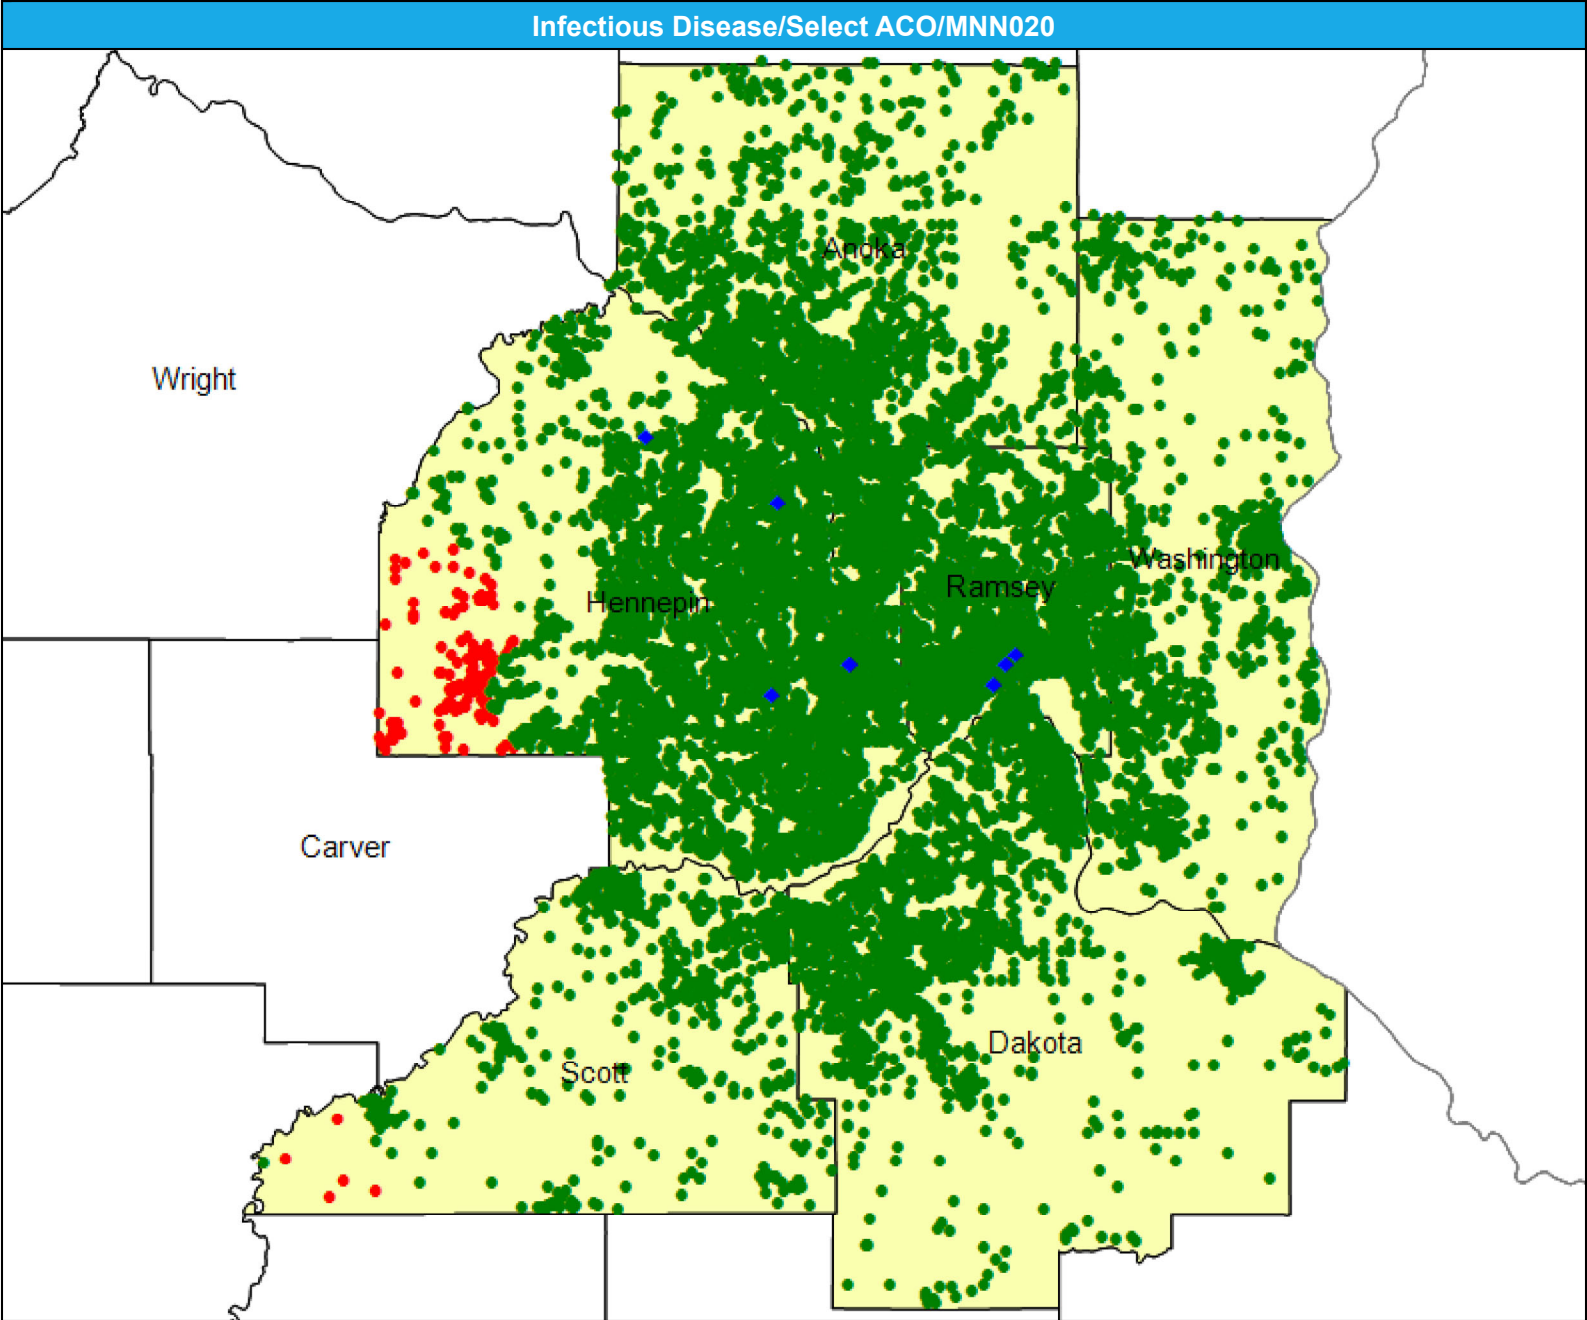 Infectious Disease/Select ACO/MNN020
Anoka
Wright
Washington
Ramsey
Hennepin
Carver
Dakota
Scott